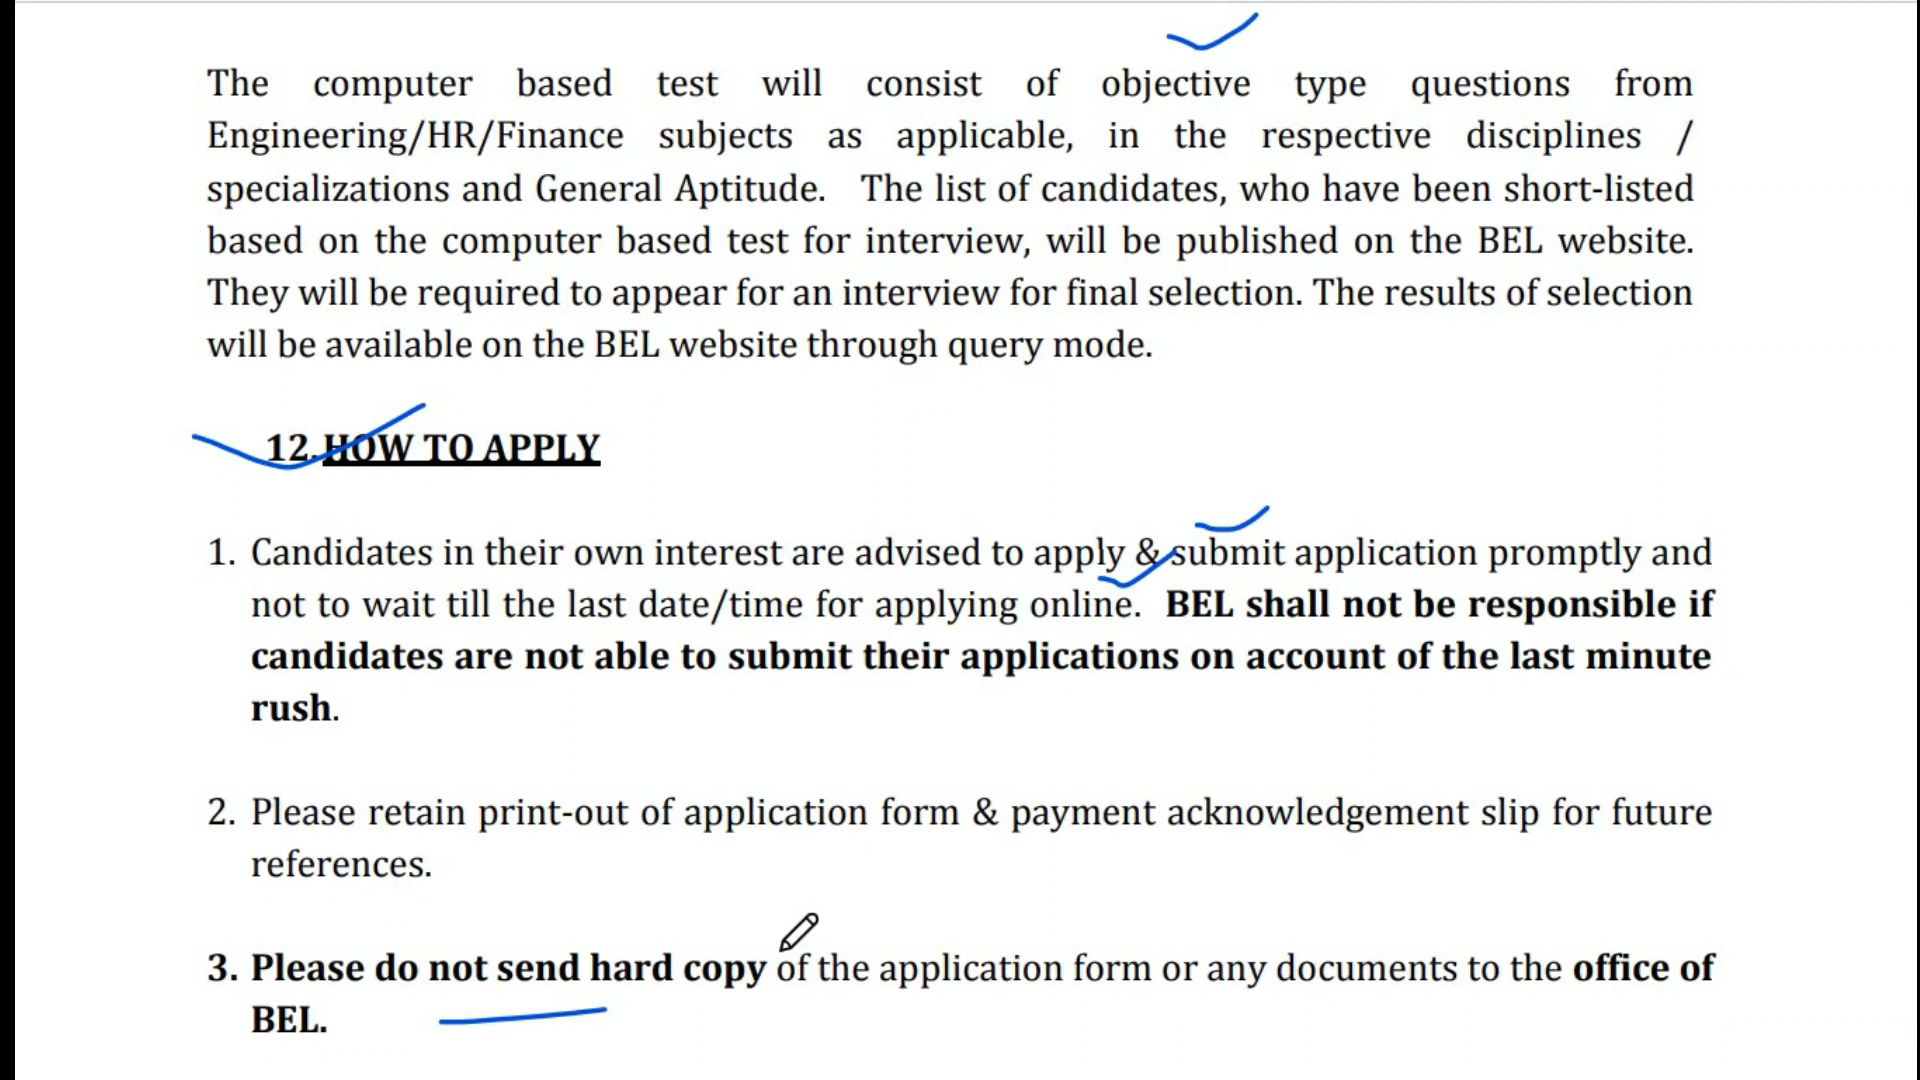 The computer based test will consist of objective type questions from
Engineering/HR/Finance subjects as applicable, in the respective disciplines /
specializations and General Aptitude. The list of candidates, who have been short-listed
based on the computer based test for interview, will be published on the BEL website.
They will be required to appear for an interview for final selection. The results of selection
will be available on the BEL website through query mode.
12.HOW TO APPLY
1. Candidates in their own interest are advised to apply & submit application promptly and
not to wait till the last date/time for applying online. BEL shall not be responsible if
candidates are not able to submit their applications on account of the last minute
rush.
2. Please retain print-out of application form & payment acknowledgement slip for future
references.
3. Please do not send hard copy of the application form or any documents to the office of
BEL.